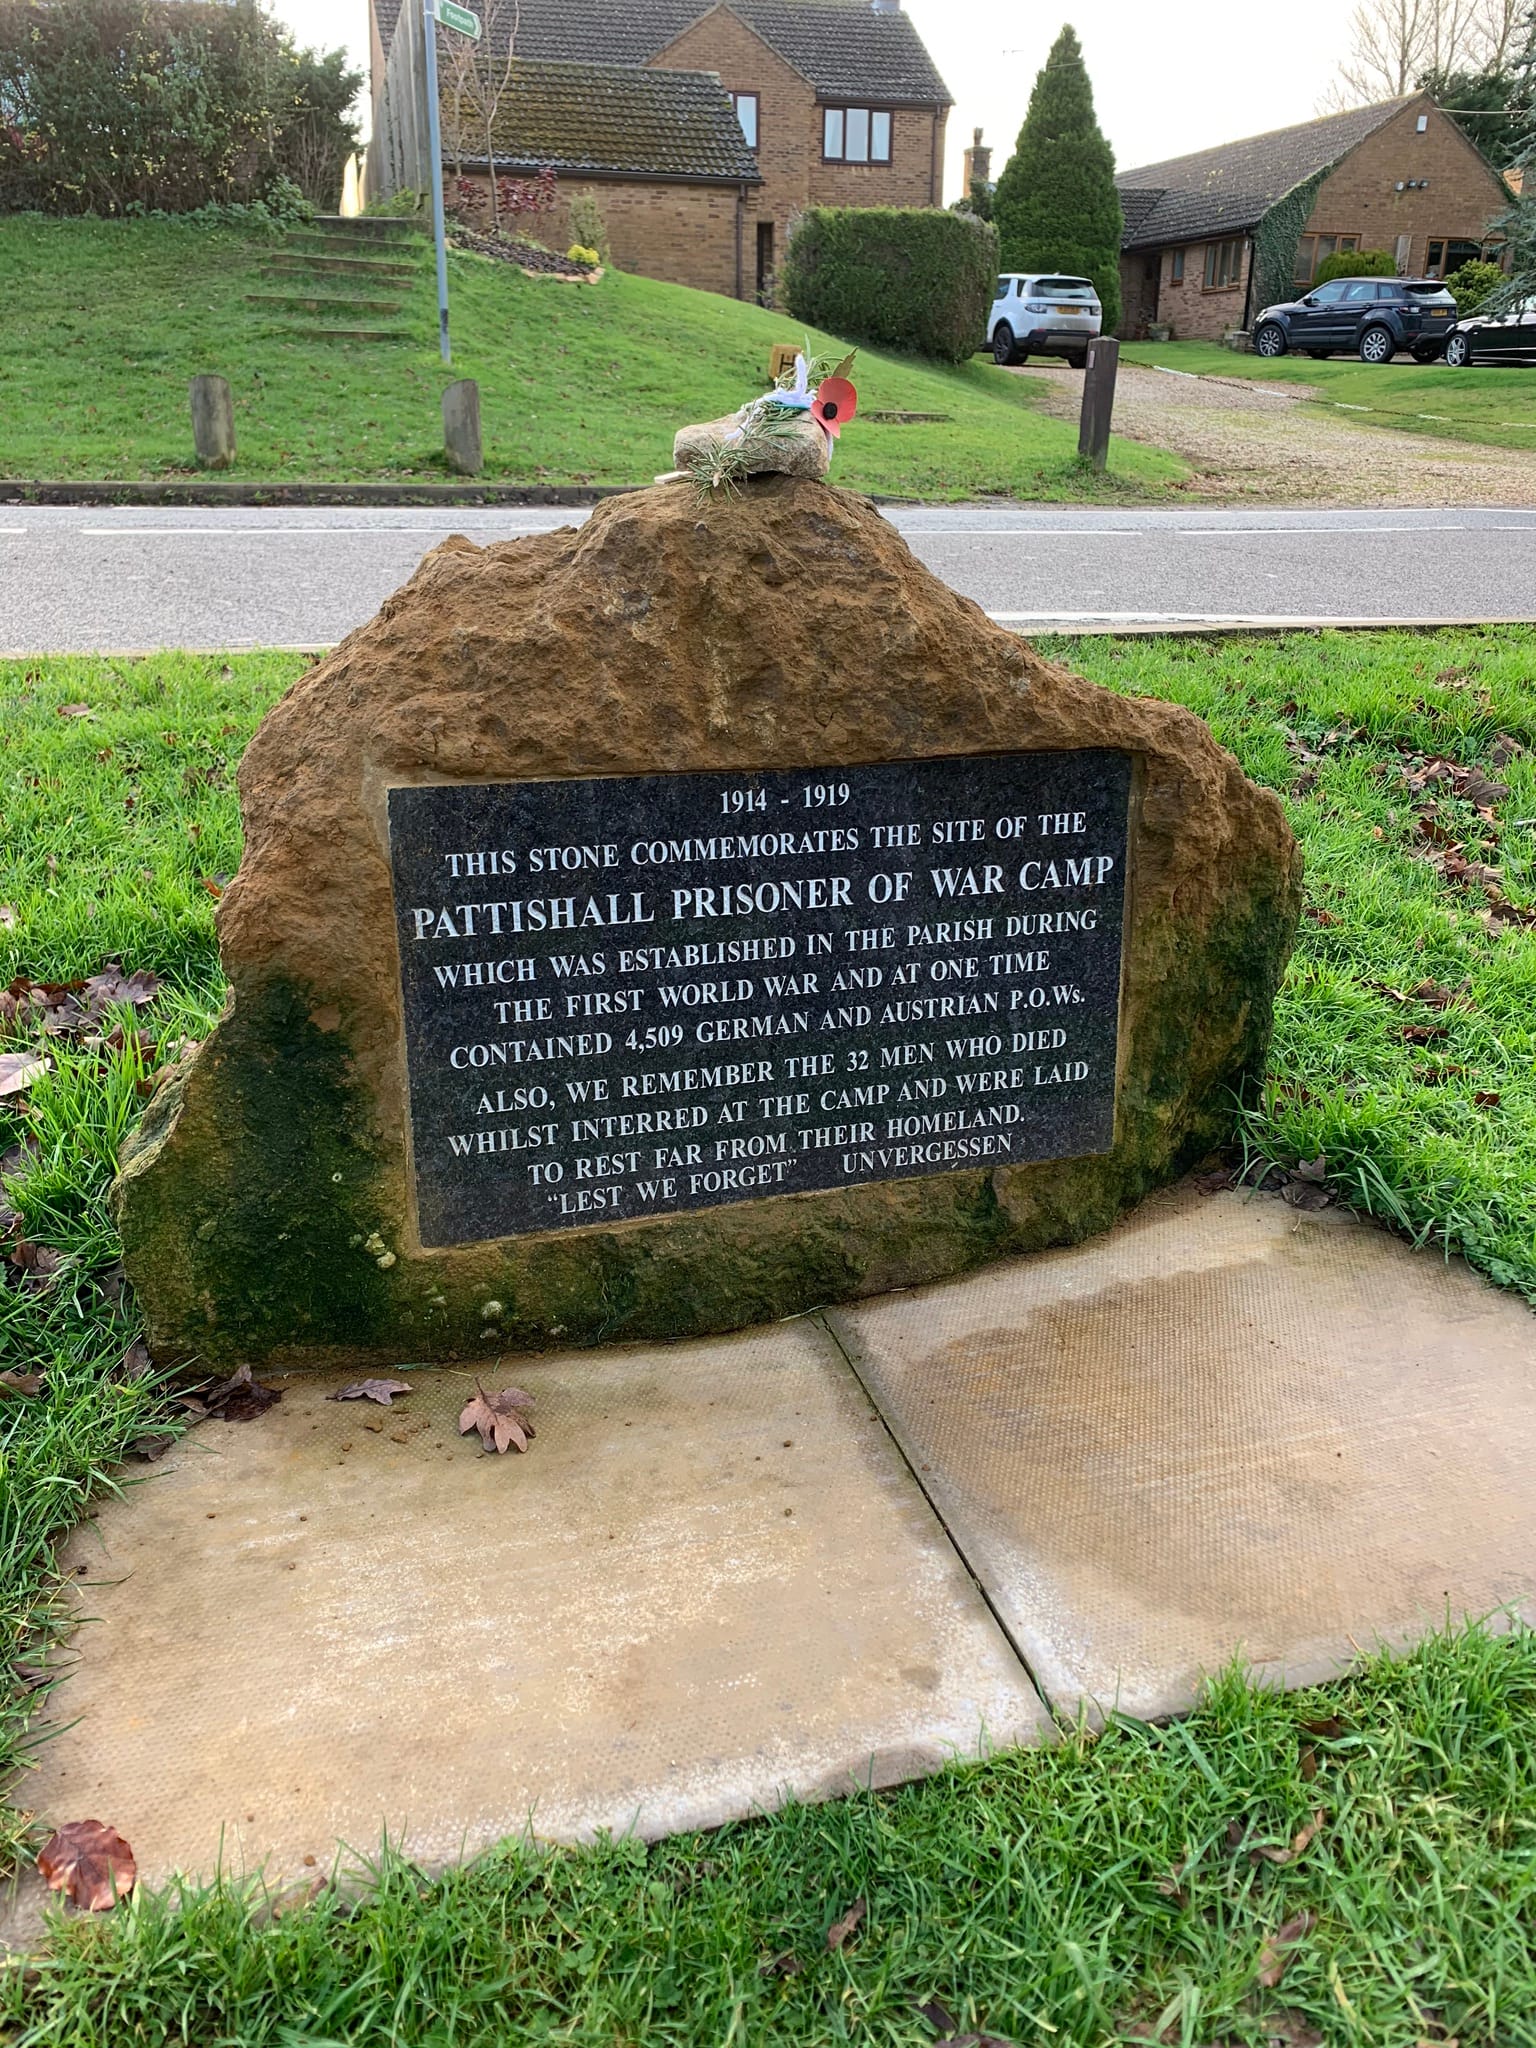 Footpath
H
1914 - 1919
THIS STONE COMMEMORATES THE SITE OF THE
PATTISHALL PRISONER OF WAR CAMP
WHICH WAS ESTABLISHED IN THE PARISH DURING
THE FIRST WORLD WAR AND AT ONE TIME
CONTAINED 4,509 GERMAN AND AUSTRIAN P.O.Ws.
ALSO, WE REMEMBER THE 32 MEN WHO DIED
WHILST INTERRED AT THE CAMP AND WERE LAID
TO REST FAR FROM THEIR HOMELAND.
“LEST WE FORGET” UNVERGESSEN